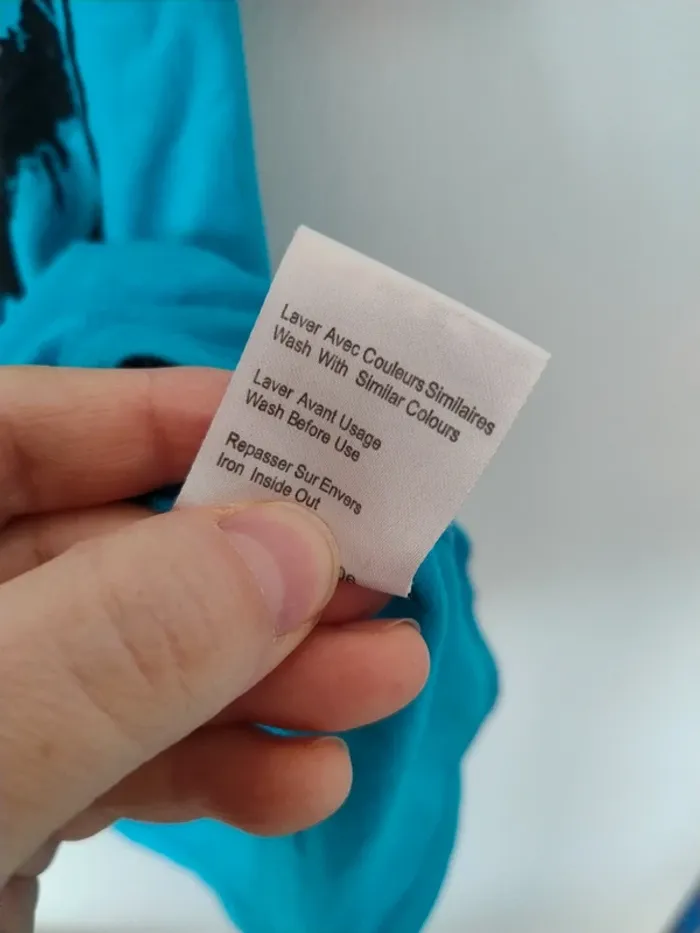 Laver Avec Couleurs Similaires
Wash With Similar Colours
Laver Avant Usage
Wash Before Use
Repasser Sur Envers
Iron Inside Out